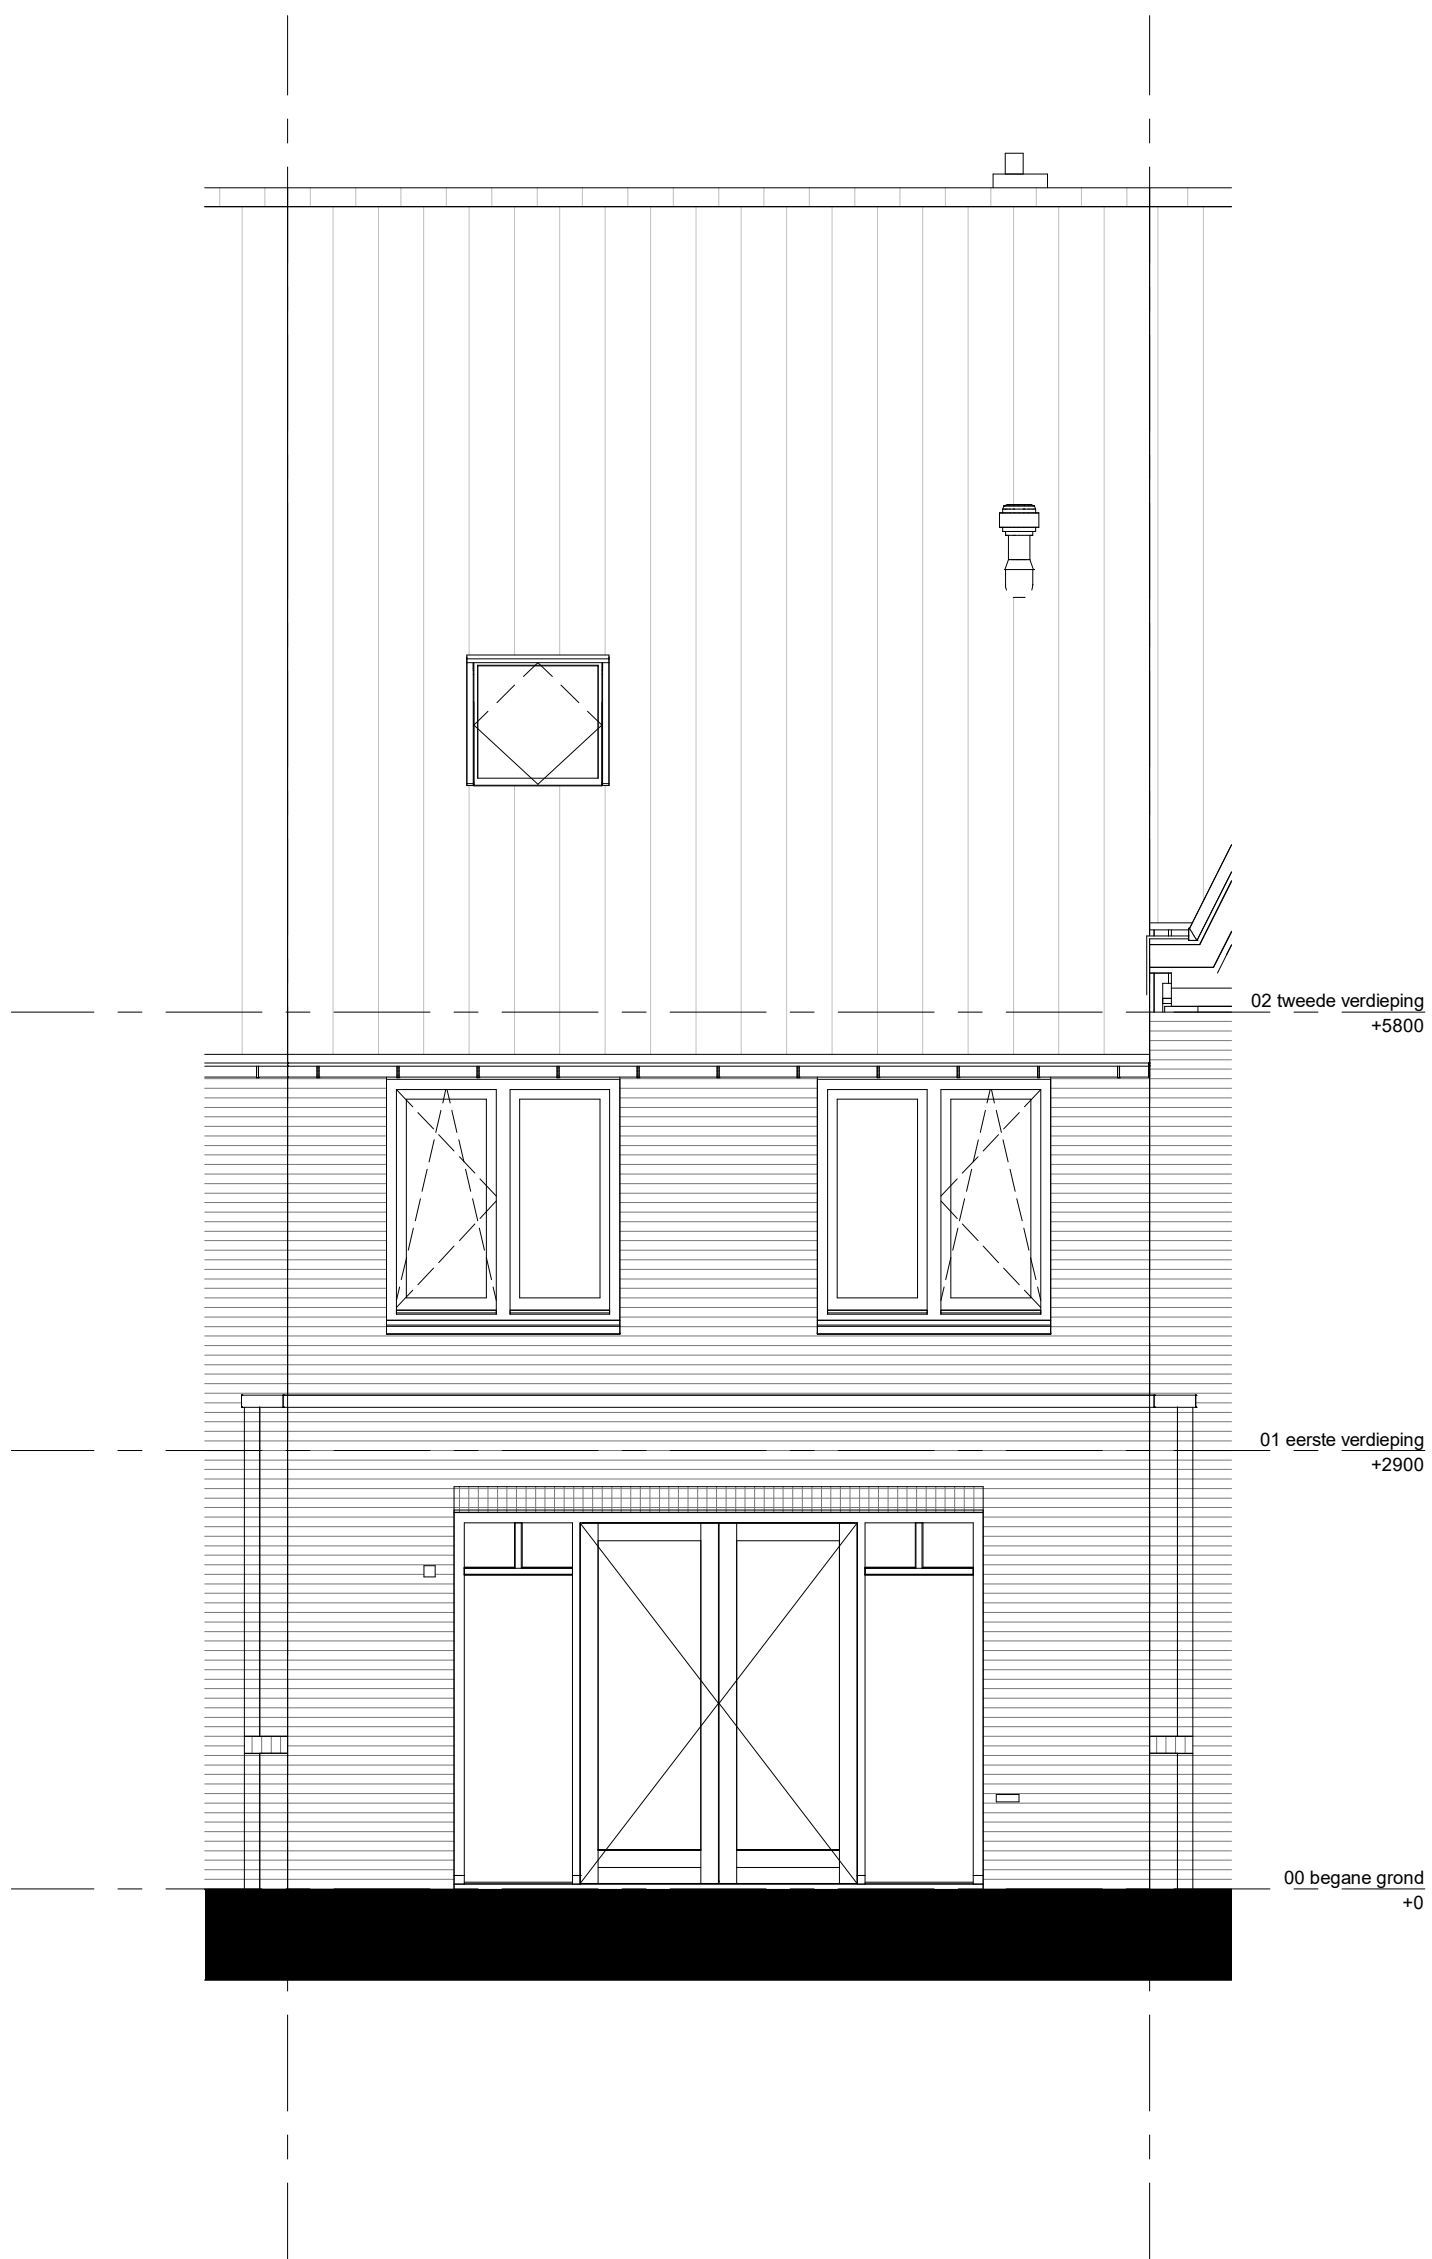 02 tweede verdieping
+5800
01 eerste verdieping
+2900
00 begane grond
+0